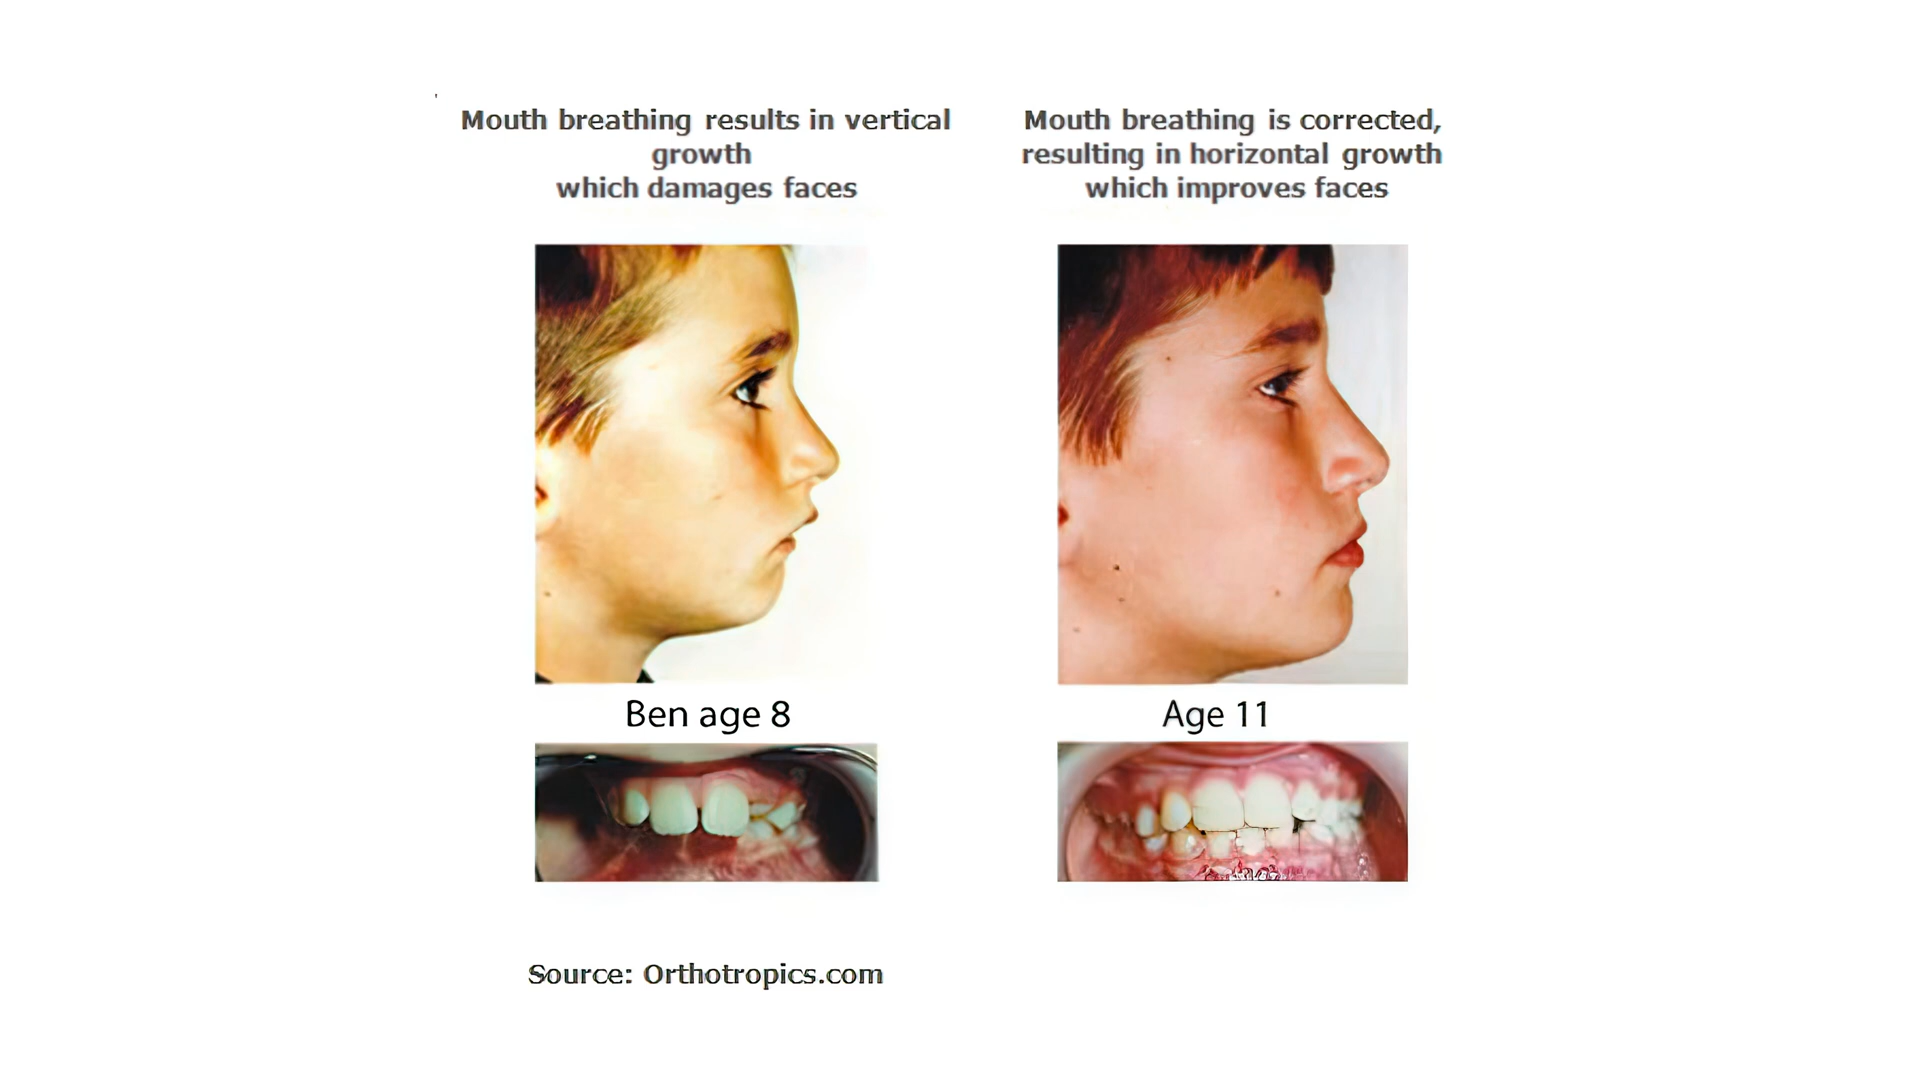 Mouth breathing results in vertical
growth
which damages faces
Mouth breathing is corrected,
resulting in horizontal growth
which improves faces
Ben age 8
Age 11
Source: Orthotropics.com